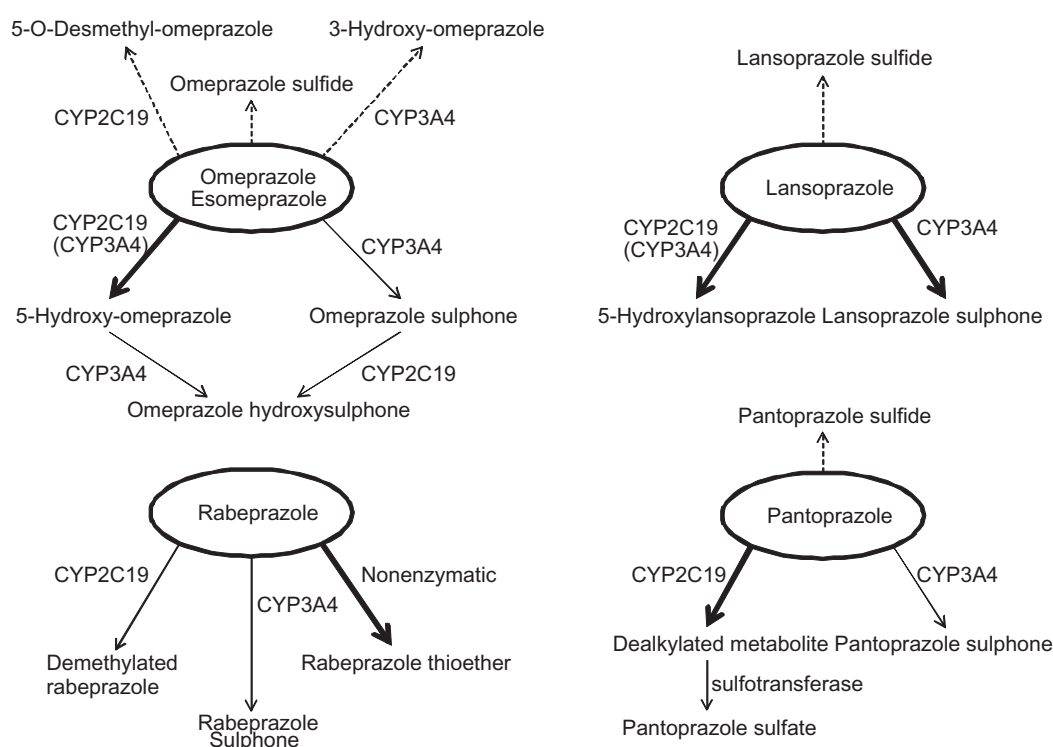 5-O-Desmethyl-omeprazole
3-Hydroxy-omeprazole
Omeprazole sulfide
CYP2C19
CYP3A4
Omeprazole
Esomeprazole
CYP2C19
(CYP3A4)
CYP3A4
5-Hydroxy-omeprazole
Omeprazole sulphone
CYP3A4
CYP2C19
Omeprazole hydroxysulphone
Lansoprazole sulfide
Lansoprazole
CYP2C19
(CYP3A4)
CYP3A4
5-Hydroxylansoprazole
Lansoprazole sulphone
Rabeprazole
CYP2C19
Nonenzymatic
CYP3A4
Demethylated
rabeprazole
Rabeprazole thioether
Rabeprazole
Sulphone
Pantoprazole sulfide
Pantoprazole
CYP2C19
CYP3A4
Dealkylated metabolite
Pantoprazole sulphone
sulfotransferase
Pantoprazole sulfate